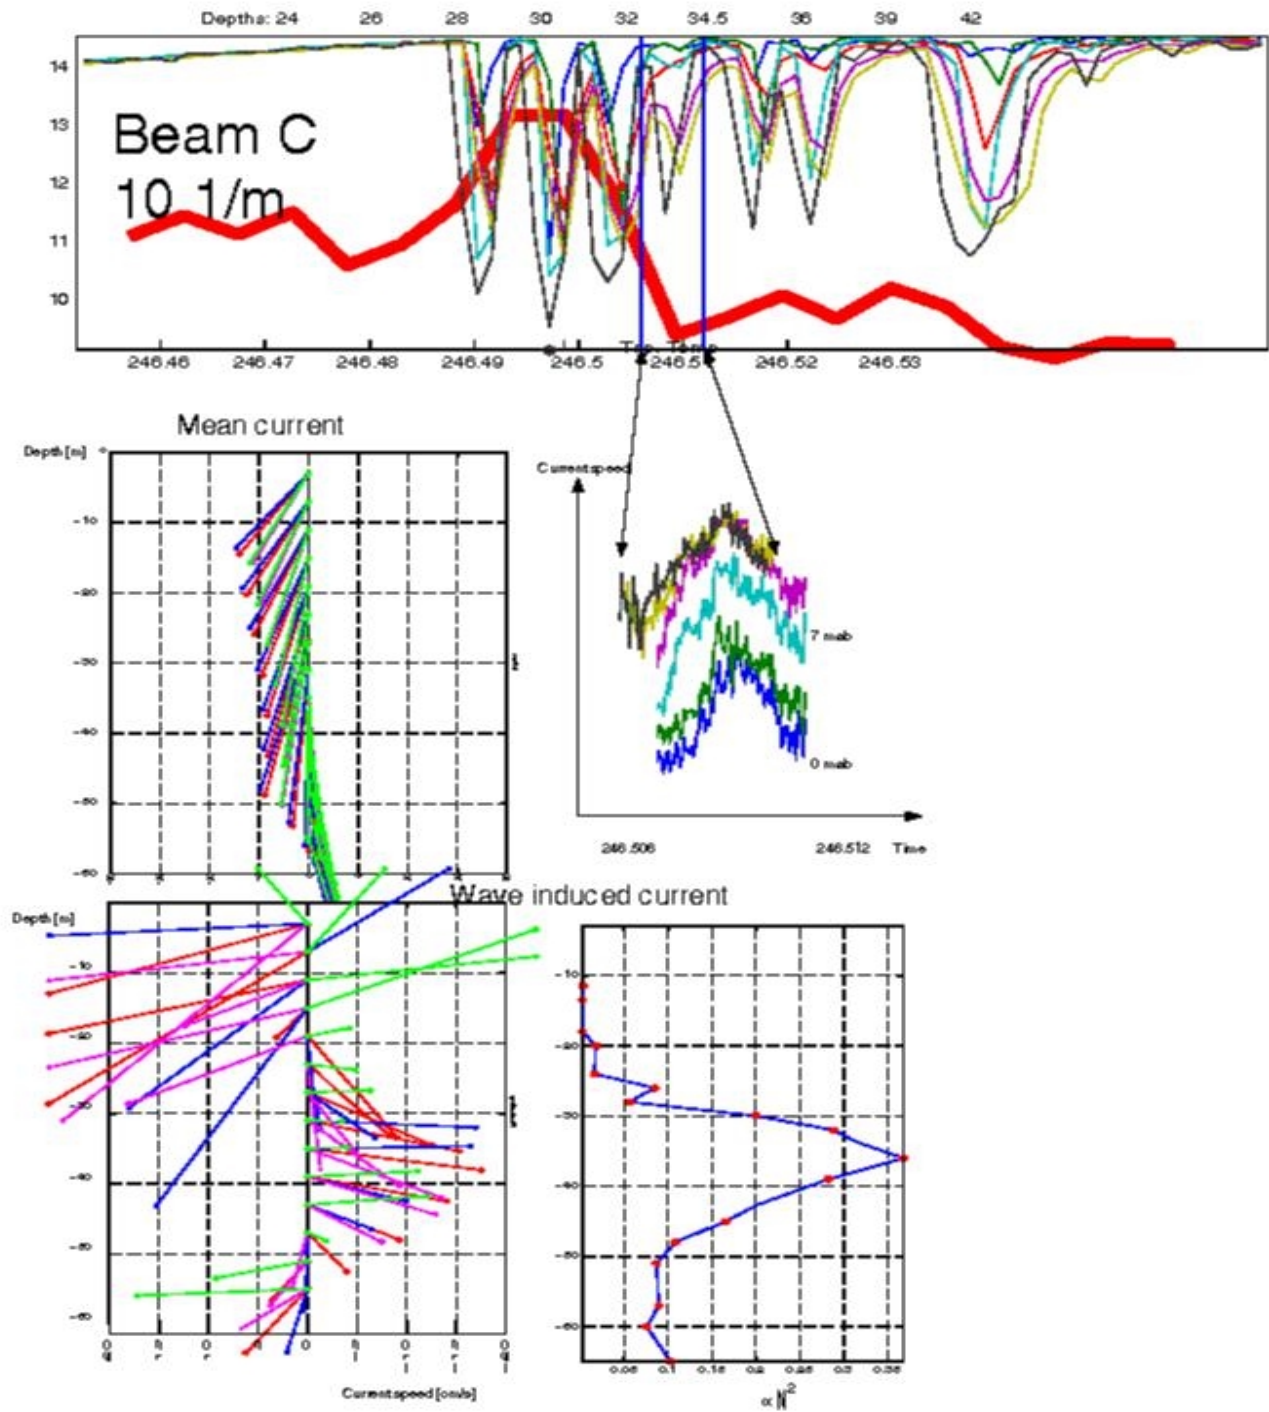 Depths: 24 26 28 30 32 34.5 36 39 42
14
13
12
11
10
Beam C
10 1/m
246.46 246.47 246.48 246.49 246.5 246.51 246.52 246.53
Mean current
Depth [m] 0
-10
-20
-30
-40
-50
-60
Current speed
7 mab
0 mab
246.506 246.512 Time
Wave induced current
Depth [m]
-10
-20
-30
-40
-50
-60
Current speed [cm/s]
-10
-20
-30
-40
-50
-60
0.05 0.1 0.15 0.2 0.25 0.3 0.35
∝ N²